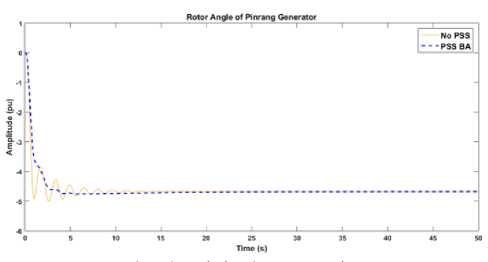 Rotor Angle of Pinrang Generator
No PSS
PSS BA
Amplitude (pu)
1
0
-1
-2
-3
-4
-5
-6
0 5 10 15 20 25 30 35 40 45 50
Time (s)